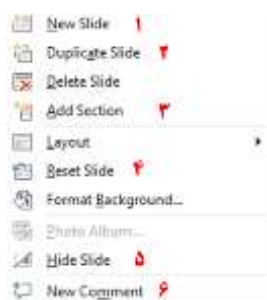 New Slide ۱
Duplicate Slide ۲
Delete Slide
Add Section ۳
Layout
Reset Slide ۴
Format Background...
Photo Album...
Hide Slide ۵
New Comment ۶